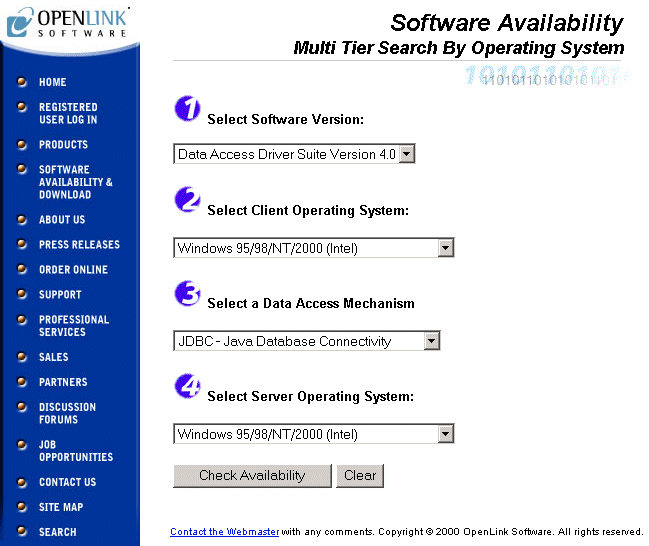 OPENLINK
SOFTWARE
Software Availability
Multi Tier Search By Operating System
1010110101
110101101010101101
HOME
REGISTERED
USER LOG IN
PRODUCTS
SOFTWARE
AVAILABILITY &
DOWNLOAD
ABOUT US
PRESS RELEASES
ORDER ONLINE
SUPPORT
PROFESSIONAL
SERVICES
SALES
PARTNERS
DISCUSSION
FORUMS
JOB
OPPORTUNITIES
CONTACT US
SITE MAP
SEARCH
1 Select Software Version:
Data Access Driver Suite Version 4.0
2 Select Client Operating System:
Windows 95/98/NT/2000 (Intel)
3 Select a Data Access Mechanism
JDBC - Java Database Connectivity
4 Select Server Operating System:
Windows 95/98/NT/2000 (Intel)
Check Availability Clear
Contact the Webmaster with any comments. Copyright © 2000 OpenLink Software. All rights reserved.